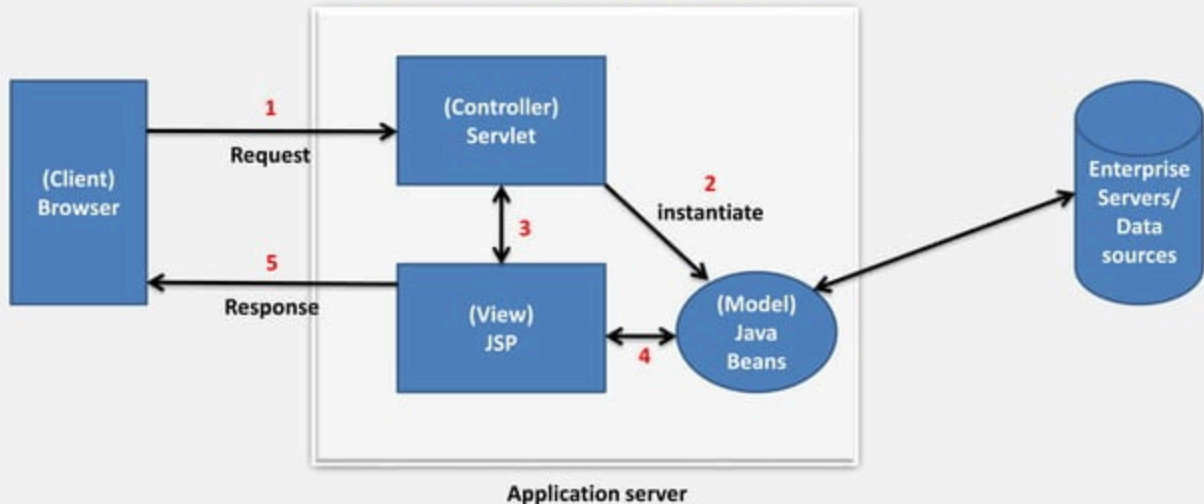 1
Request
(Client)
Browser
5
Response
(Controller)
Servlet
2
instantiate
3
(View)
JSP
4
(Model)
Java
Beans
Enterprise
Servers/
Data
sources
Application server